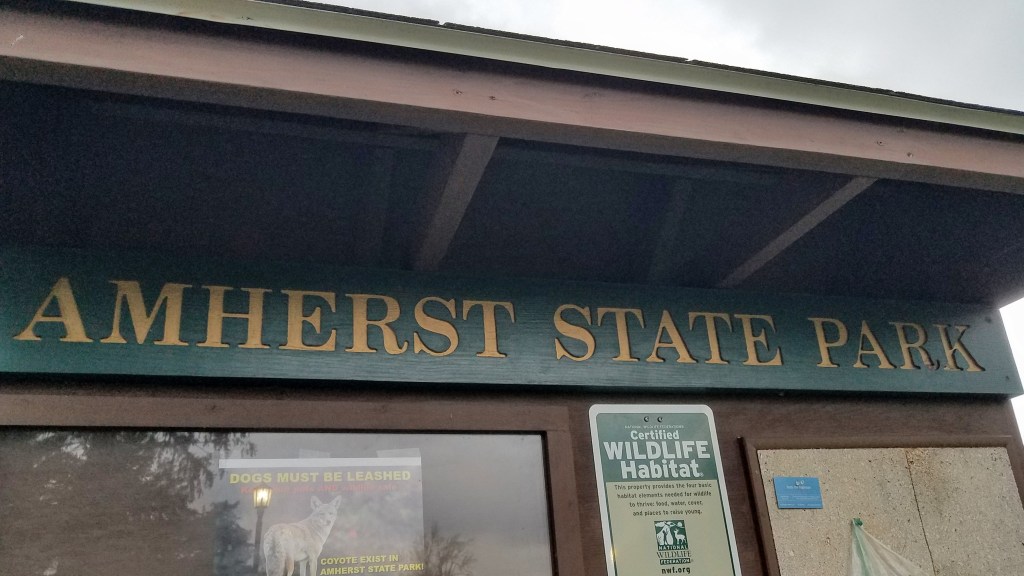 AMHERST STATE PARK
Certified
WILDLIFE
Habitat
This property provides the four basic
habitat elements needed for wildlife
to thrive: food, water, cover,
and places to raise young.
NATIONAL
WILDLIFE
FEDERATION
nwf.org
DOGS MUST BE LEASHED
COYOTE EXIST IN
AMHERST STATE PARK!